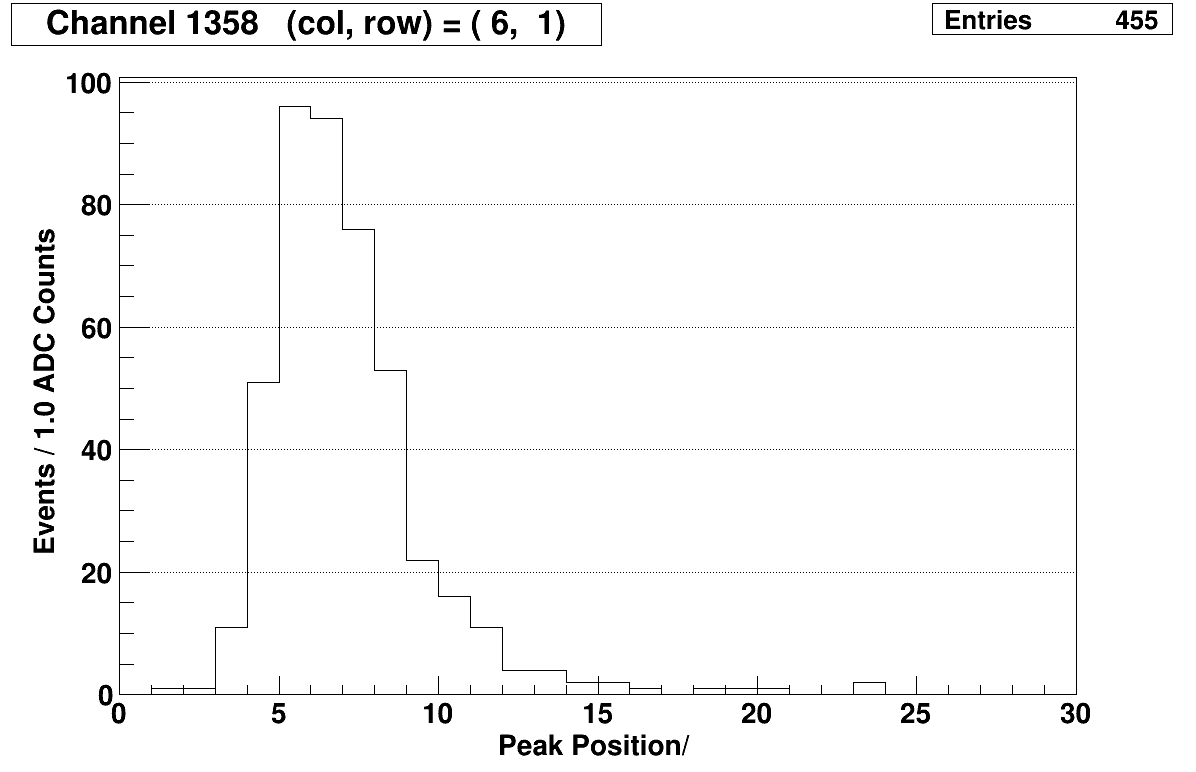 Channel 1358 (col, row) = ( 6, 1)
Entries 455
Events / 1.0 ADC Counts
100
80
60
40
20
0
0 5 10 15 20 25 30
Peak Position/